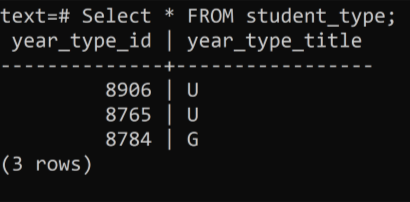 text=# Select * FROM student_type;
 year_type_id | year_type_title
--------------+-----------------
         8906 | U
         8765 | U
         8784 | G
(3 rows)